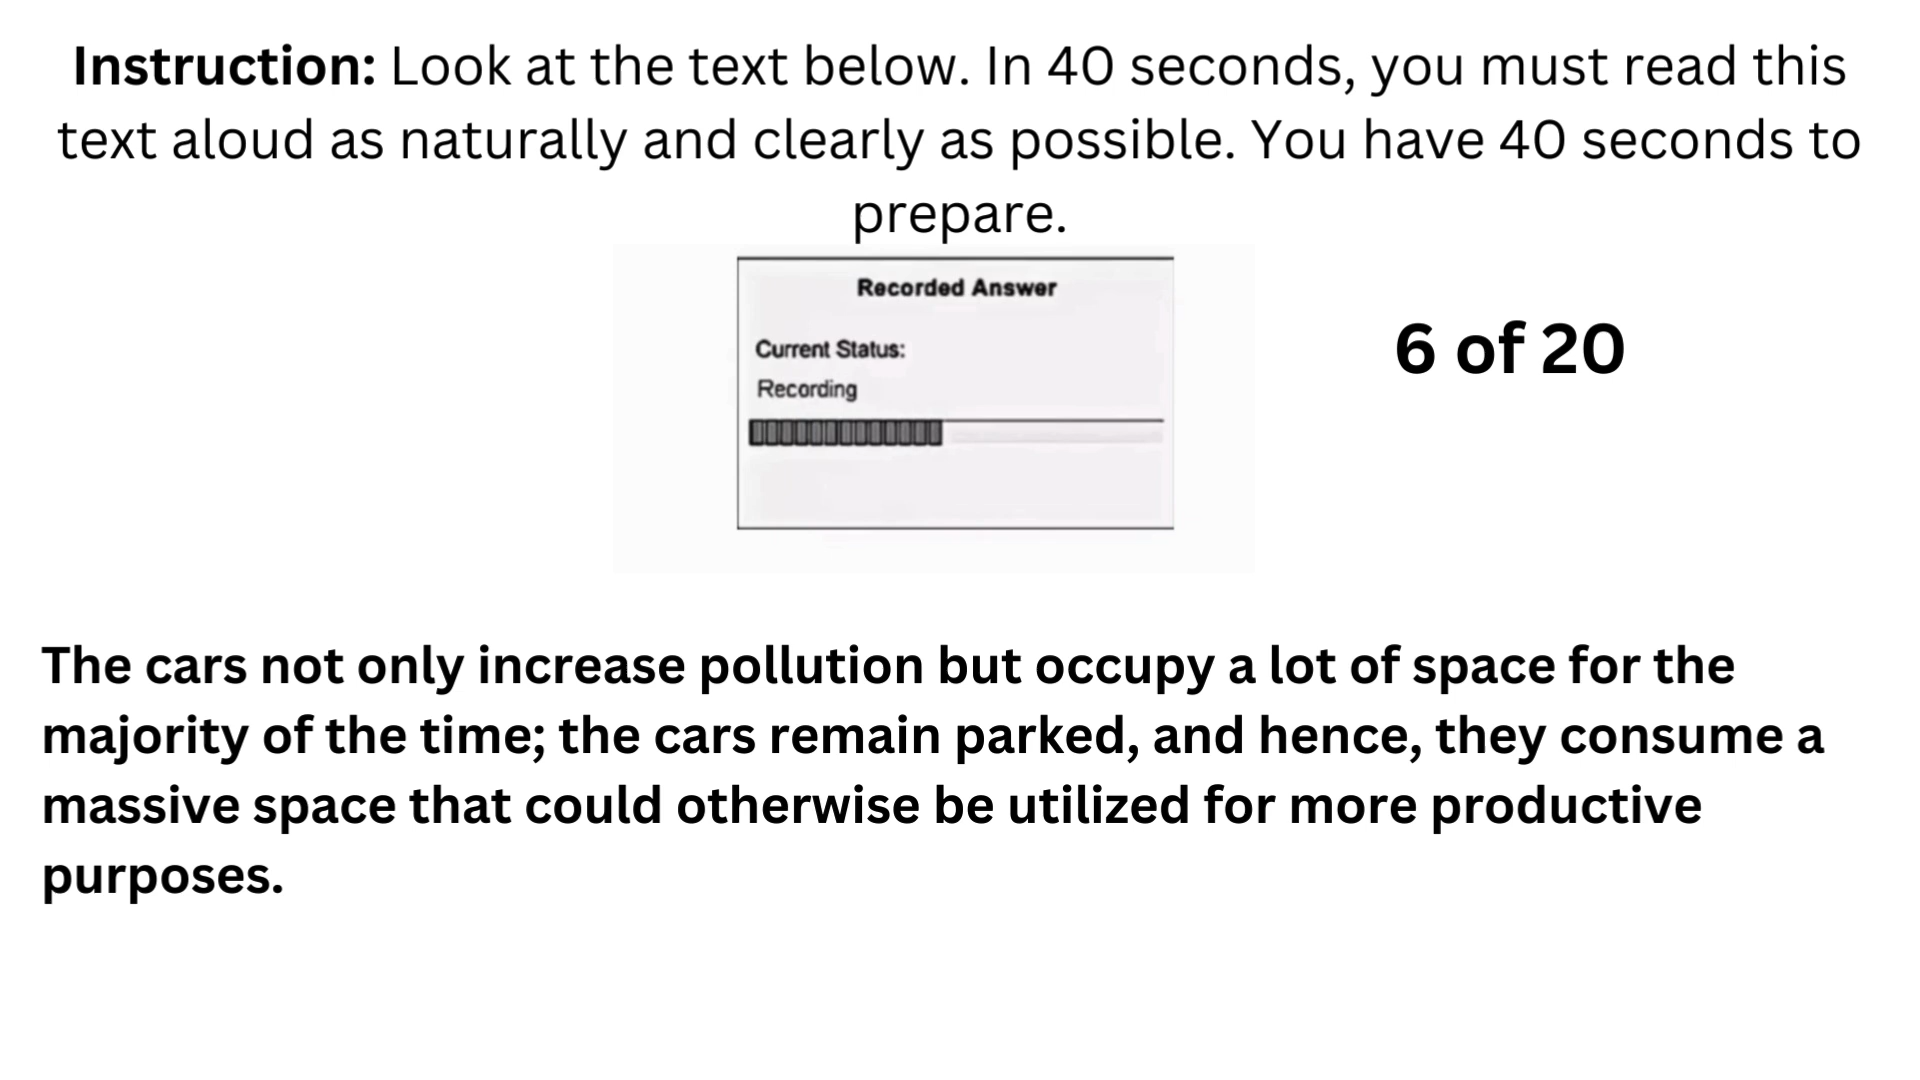 Instruction: Look at the text below. In 40 seconds, you must read this
text aloud as naturally and clearly as possible. You have 40 seconds to
prepare.
Recorded Answer
Current Status:
Recording
6 of 20
The cars not only increase pollution but occupy a lot of space for the
majority of the time; the cars remain parked, and hence, they consume a
massive space that could otherwise be utilized for more productive
purposes.